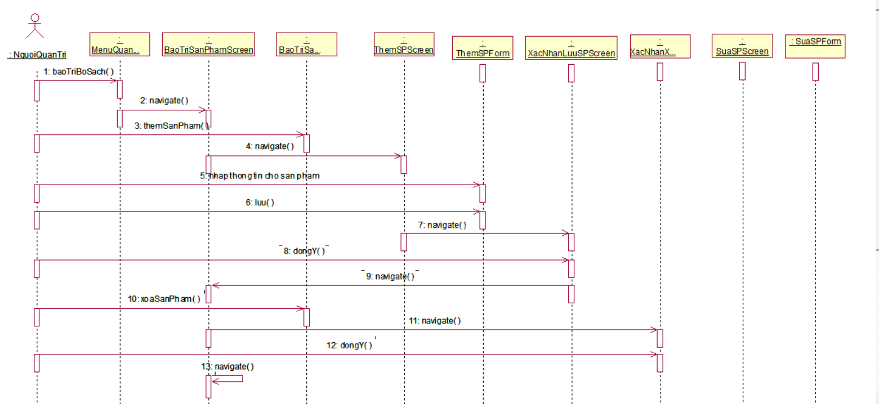 : NguoiQuanTri
:
MenuQuan...
:
BaoTriSanPhamScreen
:
BaoTriSa...
:
ThemSPScreen
:
ThemSPForm
:
XacNhanLuuSPScreen
:
XacNhanX...
:
SuaSPScreen
: SuaSPForm
1: baoTriBoSach( )
2: navigate( )
3: themSanPham( )
4: navigate( )
5: nhap thong tin cho san pham
6: luu( )
7: navigate( )
8: dongY( )
9: navigate( )
10: xoaSanPham( )
11: navigate( )
12: dongY( )
13: navigate( )